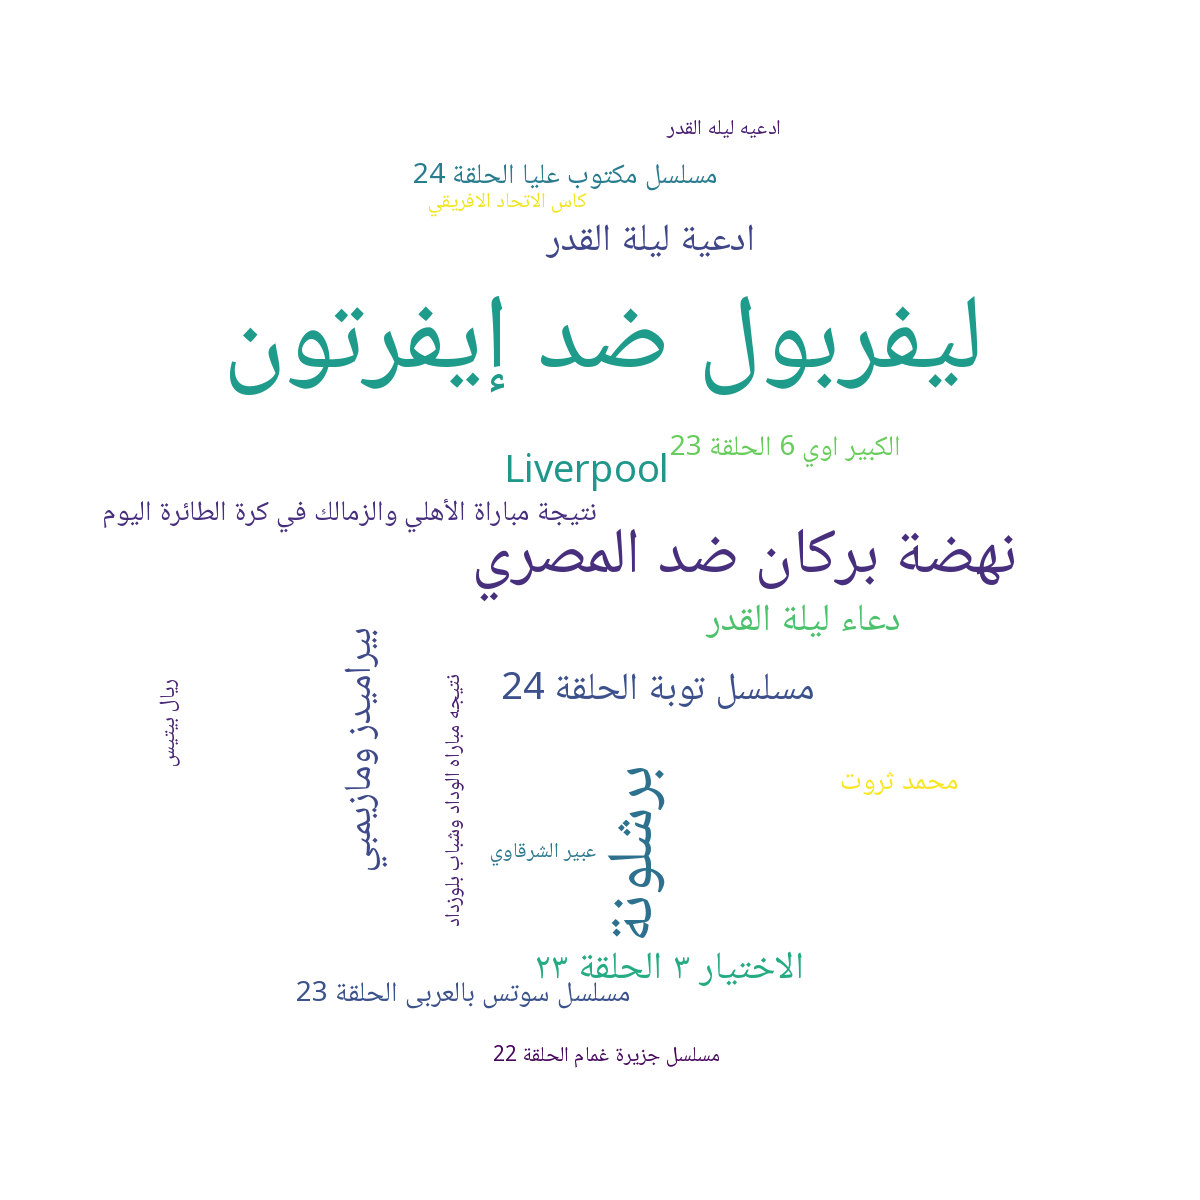 ادعيه ليله القدر
مسلسل مكتوب عليا الحلقة 24
كاس الاتحاد الافريقي
ادعية ليلة القدر
ليفربول ضد إيفرتون
الكبير اوي 6 الحلقة 23
Liverpool
نتيجة مباراة الأهلي والزمالك في كرة الطائرة اليوم
نهضة بركان ضد المصري
دعاء ليلة القدر
بيراميدز ومازيمبي
نتيجه مباراه الوداد وشباب بلوزداد
ريال بيتيس
مسلسل توبة الحلقة 24
برشلونة
محمد ثروت
عبير الشرقاوي
الاختيار ٣ الحلقة ٢٣
مسلسل سوتس بالعربى الحلقة 23
مسلسل جزيرة غمام الحلقة 22